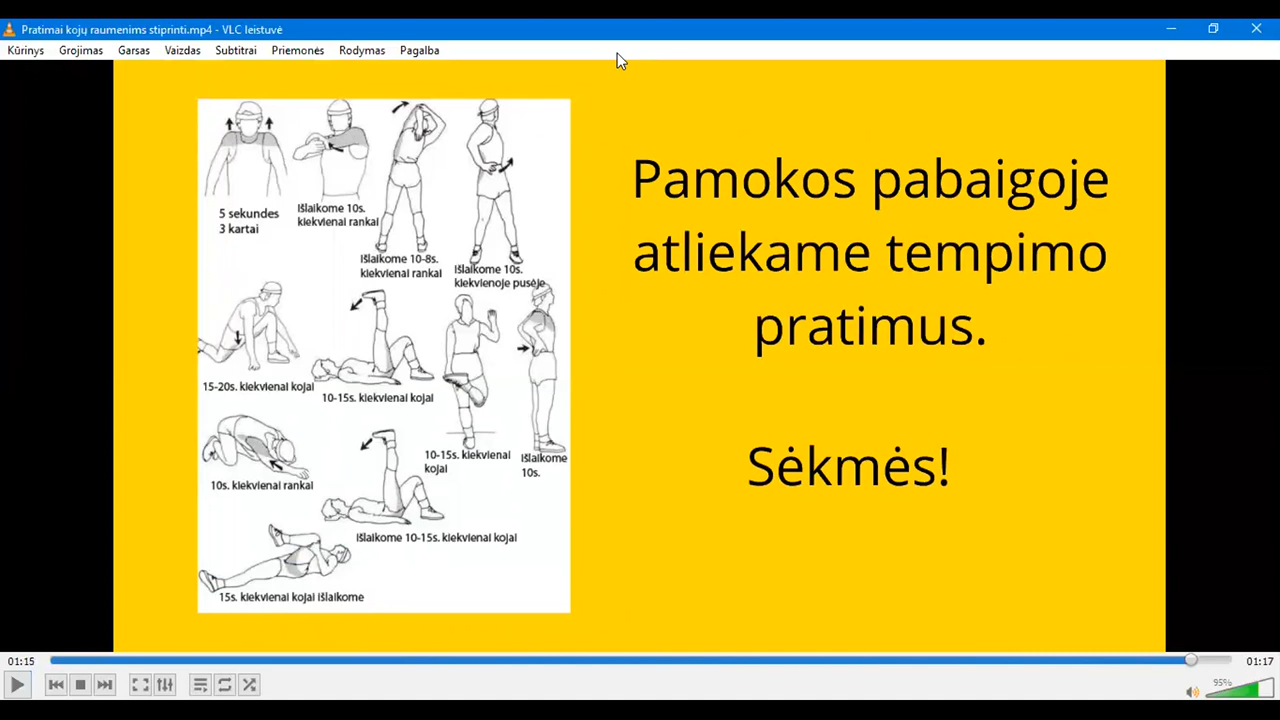 Pratimai kojų raumenims stiprinti.mp4 - VLC leistuvė
Kūrinys Grojimas Garsas Vaizdas Subtitrai Priemonės Rodymas Pagalba
5 sekundes
3 kartai
Išlaikome 10s.
kiekvienai rankai
Išlaikome 10-8s.
kiekvienai rankai
Išlaikome 10s.
kiekvienoje pusėje
15-20s. kiekvienai kojai
10-15s. kiekvienai kojai
10-15s. kiekvienai
kojai
Išlaikome
10s.
10s. kiekvienai rankai
Išlaikome 10-15s. kiekvienai kojai
15s. kiekvienai kojai išlaikome
Pamokos pabaigoje
atliekame tempimo
pratimus.
Sėkmės!
01:15
01:17
95%